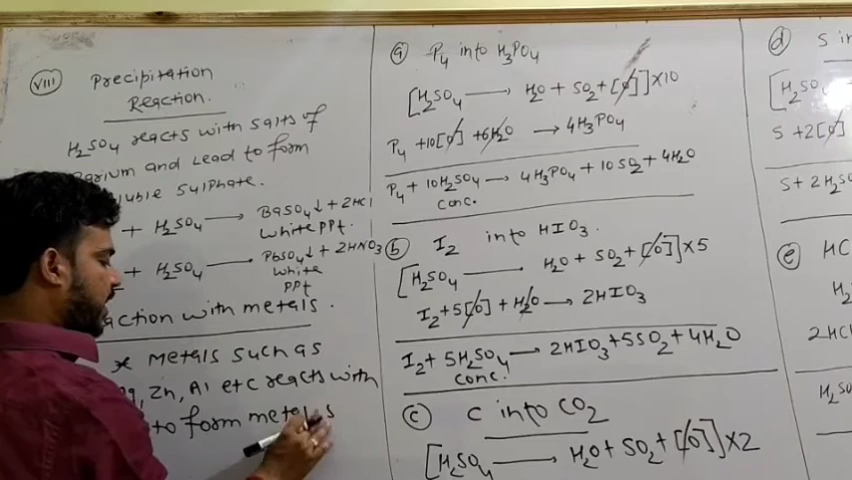 (viii) Precipitation
Reaction.
H₂SO₄ reacts with salts of
Barium and Lead to form
Sulphate.
+ H₂SO₄ ⟶ BaSO₄↓ + 2HCl
white PPt.
+ H₂SO₄ ⟶ PbSO₄↓ + 2HNO₃
white
PPt
action with metals.
* Metals such as
Zn, Al etc reacts with
to form metals
(a) P₄ into H₃PO₄
[H₂SO₄ ⟶ H₂O + SO₂ + [O]]×10
P₄ + 10[O] + 6H₂O ⟶ 4H₃PO₄
P₄ + 10H₂SO₄ ⟶ 4H₃PO₄ + 10SO₂ + 4H₂O
Conc.
(b) I₂ into HIO₃.
[H₂SO₄ ⟶ H₂O + SO₂ + [O]]×5
I₂ + 5[O] + H₂O ⟶ 2HIO₃
I₂ + 5H₂SO₄ ⟶ 2HIO₃ + 5SO₂ + 4H₂O
conc.
(c) C into CO₂
[H₂SO₄ ⟶ H₂O + SO₂ + [O]]×2
(d) S in
[H₂SO₄
S + 2[O]
S + 2H₂S
(e) HC
H₂
2HC
H₂SO